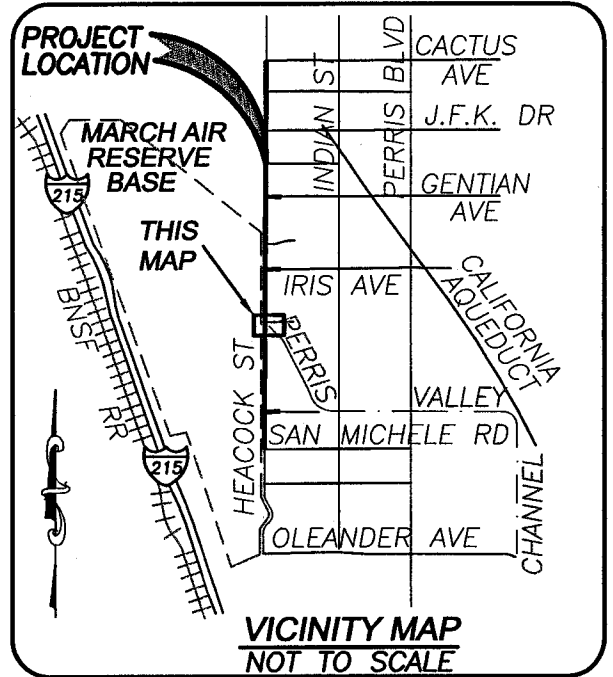 PROJECT
LOCATION
CACTUS
AVE
INDIAN ST
PERRIS BLVD
J.F.K. DR
MARCH AIR
RESERVE
BASE
215
GENTIAN
AVE
THIS
MAP
IRIS AVE
CALIFORNIA
AQUEDUCT
BNSF
RR
PERRIS
VALLEY
CHANNEL
HEACOCK ST
SAN MICHELE RD
215
OLEANDER AVE
VICINITY MAP
NOT TO SCALE